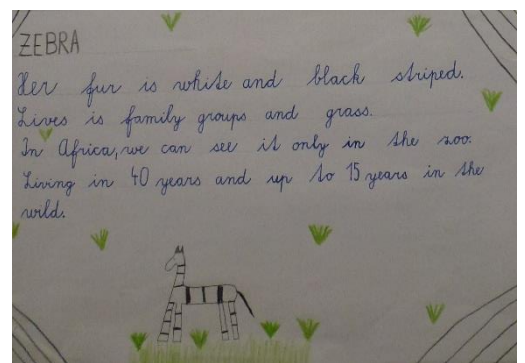 ZEBRA
Her fur is white and black striped.
Lives is family groups and grass.
In Africa, we can see it only in the zoo.
Living in 40 years and up to 15 years in the
wild.